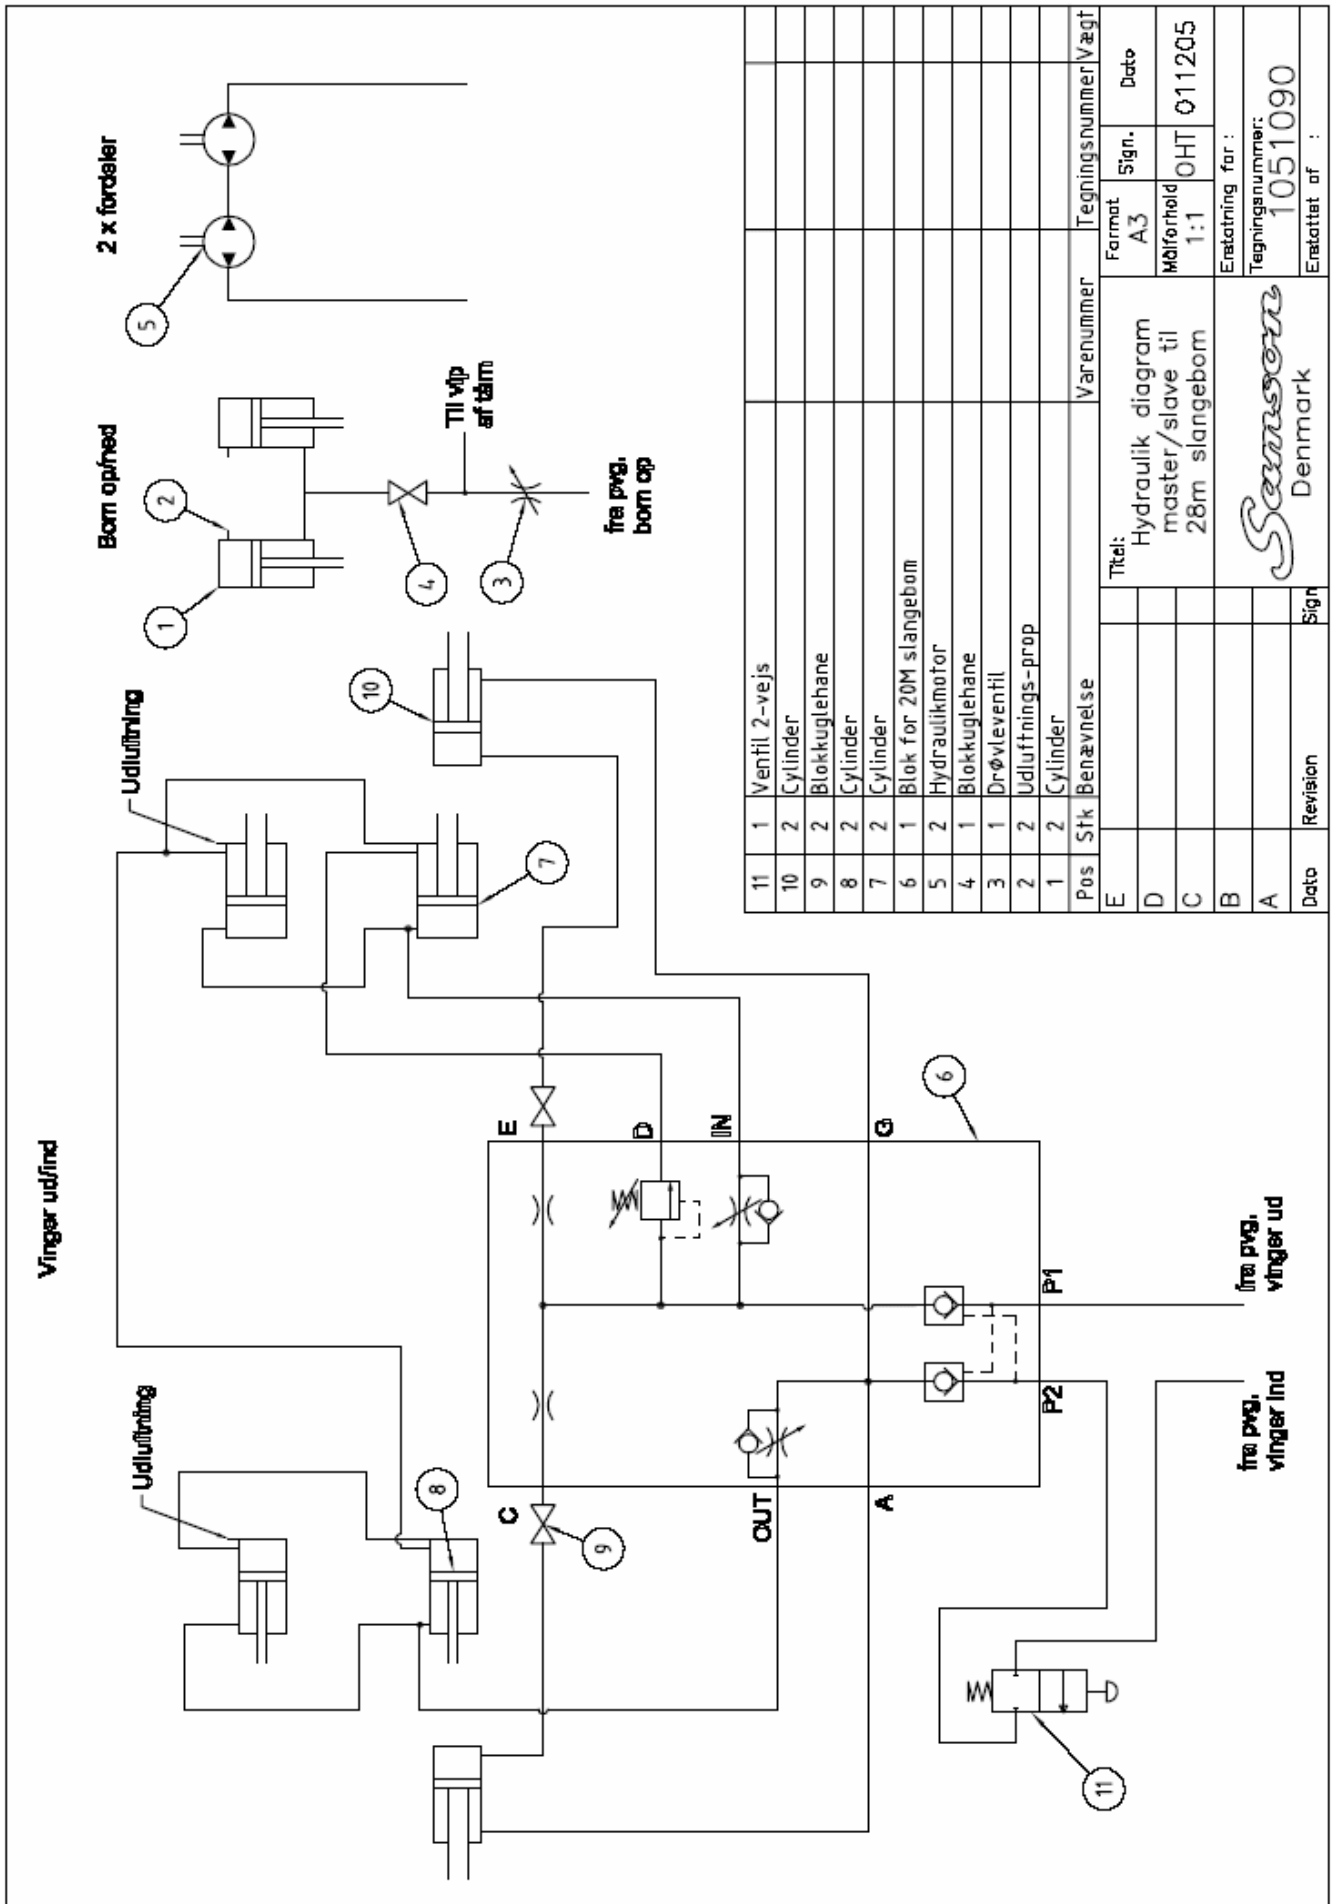 Vinger ud/ind
Bom op/ned
2 x fordeler
Udluftning
Udluftning
1
2
3
4
5
6
7
8
9
10
11
Til vip
af tårn
fra pvg.
bom op
C
E
D
IN
OUT
A
G
P2
P1
fra pvg.
vinger ind
fra pvg.
vinger ud
11 1 Ventil 2-vejs
10 2 Cylinder
9 2 Blokkuglehane
8 2 Cylinder
7 2 Cylinder
6 1 Blok for 20M slangebom
5 2 Hydraulikmotor
4 1 Blokkuglehane
3 1 Drøvleventil
2 2 Udluftnings-prop
1 2 Cylinder
Pos Stk Benævnelse Varenummer Tegningsnummer Vægt
E
D
C
B
A
Dato Revision Sign
Titel:
Hydraulik diagram
master/slave til
28m slangebom
Samson
Denmark
Format
A3
Sign.
Dato
Målforhold
1:1
OHT
011205
Erstatning for :
Tegningsnummer:
1051090
Erstattet af :